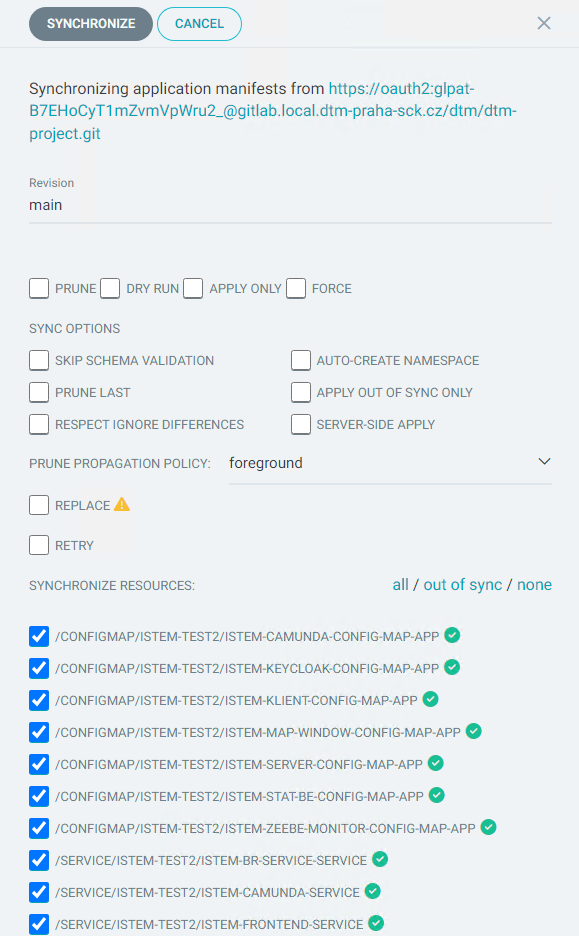 SYNCHRONIZE CANCEL
Synchronizing application manifests from https://oauth2:glpat-
B7EHoCyT1mZvmVpWru2_@gitlab.local.dtm-praha-sck.cz/dtm/dtm-
project.git
Revision
main
PRUNE DRY RUN APPLY ONLY FORCE
SYNC OPTIONS
SKIP SCHEMA VALIDATION AUTO-CREATE NAMESPACE
PRUNE LAST APPLY OUT OF SYNC ONLY
RESPECT IGNORE DIFFERENCES SERVER-SIDE APPLY
PRUNE PROPAGATION POLICY: foreground
REPLACE
RETRY
SYNCHRONIZE RESOURCES: all / out of sync / none
/CONFIGMAP/ISTEM-TEST2/ISTEM-CAMUNDA-CONFIG-MAP-APP
/CONFIGMAP/ISTEM-TEST2/ISTEM-KEYCLOAK-CONFIG-MAP-APP
/CONFIGMAP/ISTEM-TEST2/ISTEM-KLIENT-CONFIG-MAP-APP
/CONFIGMAP/ISTEM-TEST2/ISTEM-MAP-WINDOW-CONFIG-MAP-APP
/CONFIGMAP/ISTEM-TEST2/ISTEM-SERVER-CONFIG-MAP-APP
/CONFIGMAP/ISTEM-TEST2/ISTEM-STAT-BE-CONFIG-MAP-APP
/CONFIGMAP/ISTEM-TEST2/ISTEM-ZEEBE-MONITOR-CONFIG-MAP-APP
/SERVICE/ISTEM-TEST2/ISTEM-BR-SERVICE-SERVICE
/SERVICE/ISTEM-TEST2/ISTEM-CAMUNDA-SERVICE
/SERVICE/ISTEM-TEST2/ISTEM-FRONTEND-SERVICE